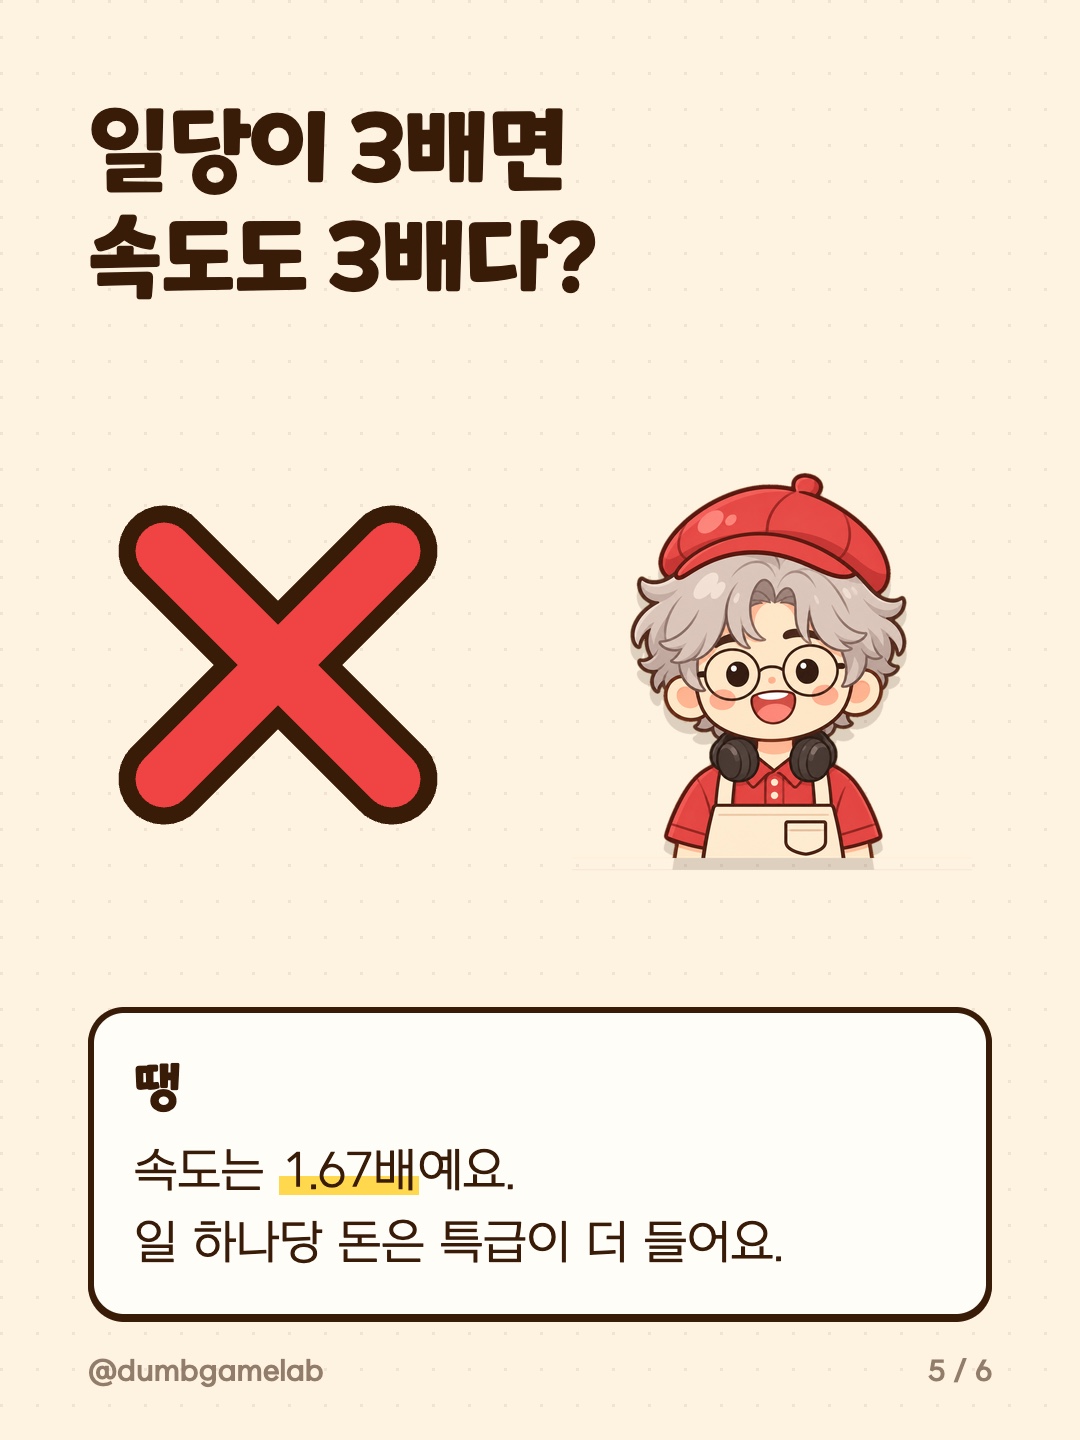 일당이 3배면
속도도 3배다?
땡
속도는 1.67배예요.
일 하나당 돈은 특급이 더 들어요.
@dumbgamelab
5 / 6